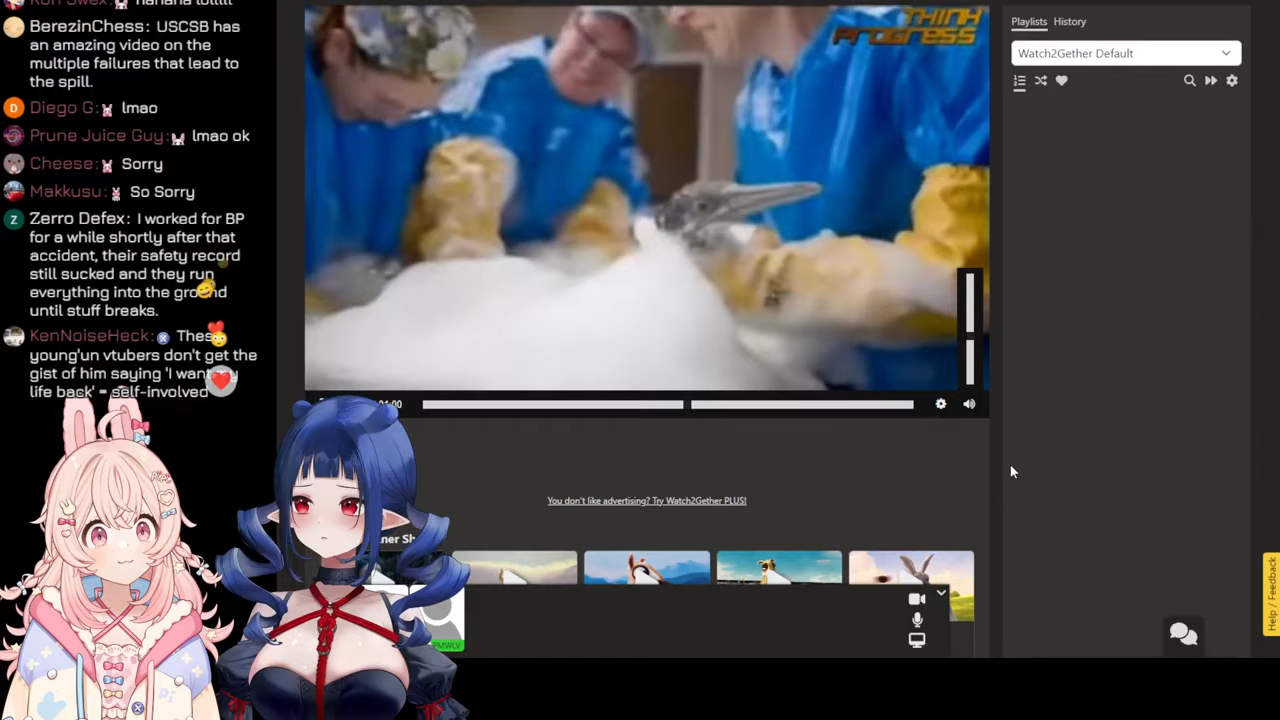 BerezinChess: USCSB has
an amazing video on the
multiple failures that lead to
the spill.
Diego G: lmao
Prune Juice Guy: lmao ok
Cheese: Sorry
Makkusu: So Sorry
Zerro Defex: I worked for BP
for a while shortly after that
accident, their safety record
still sucked and they run
everything into the ground
until stuff breaks.
KenNoiseHeck: Thes
young'un vtubers don't get the
gist of him saying 'I want my
life back' = self-involved
THINK
PROGRESS
You don't like advertising? Try Watch2Gether PLUS!
Playlists History
Watch2Gether Default
Help / Feedback
Pi